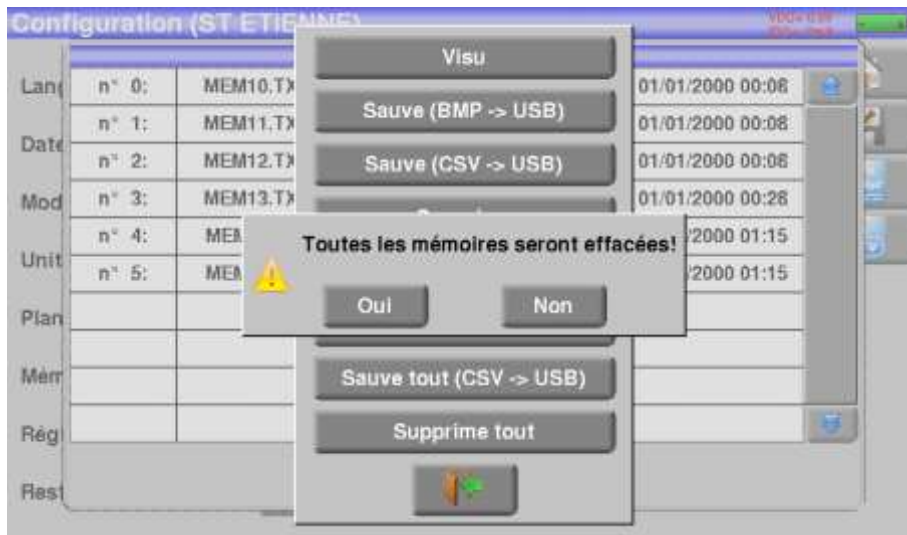 Configuration (ST ETIENNE)
Visu
Lang
n° 0: MEM10.TX 01/01/2000 00:08
Sauve (BMP -> USB)
n° 1: MEM11.TX 01/01/2000 00:08
Date
n° 2: MEM12.TX 01/01/2000 00:08
Sauve (CSV -> USB)
Mod
n° 3: MEM13.TX 01/01/2000 00:28
n° 4: MEM /2000 01:15
Toutes les mémoires seront effacées!
Unit
n° 5: MEM /2000 01:15
Oui Non
Plan
Mém
Sauve tout (CSV -> USB)
Régl
Supprime tout
Rest